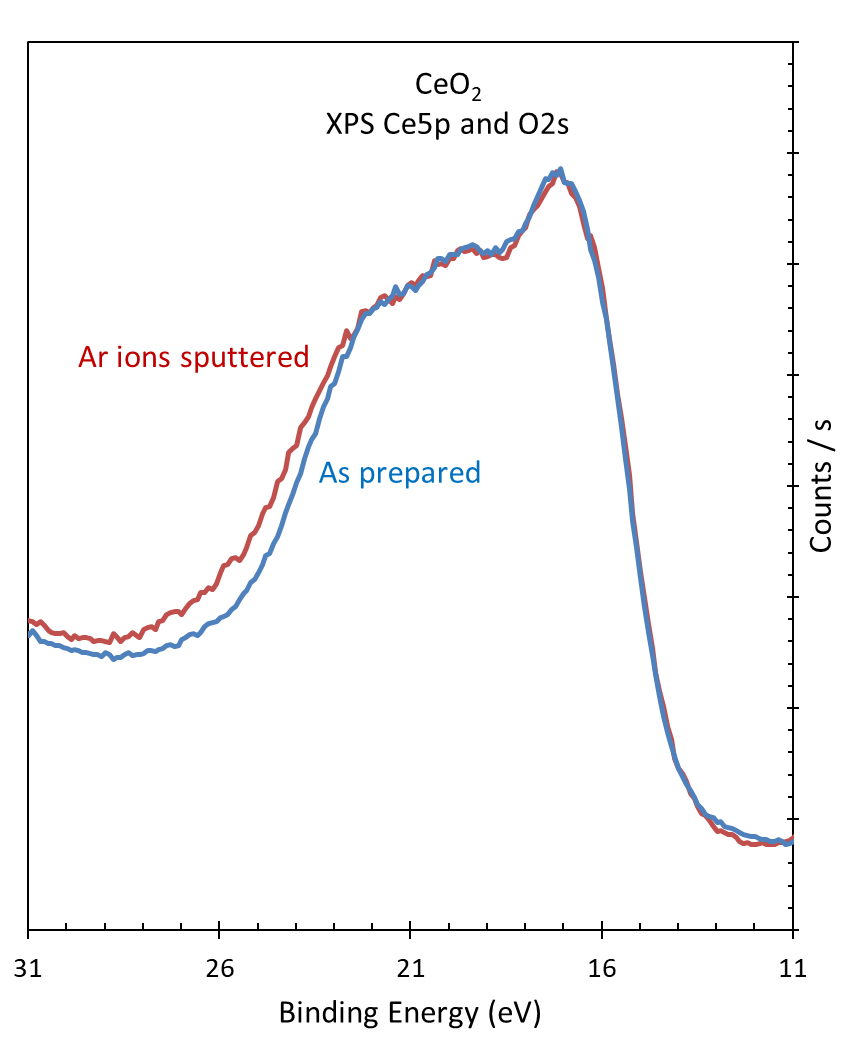 CeO₂
XPS Ce5p and O2s
Ar ions sputtered
As prepared
Counts / s
31 26 21 16 11
Binding Energy (eV)